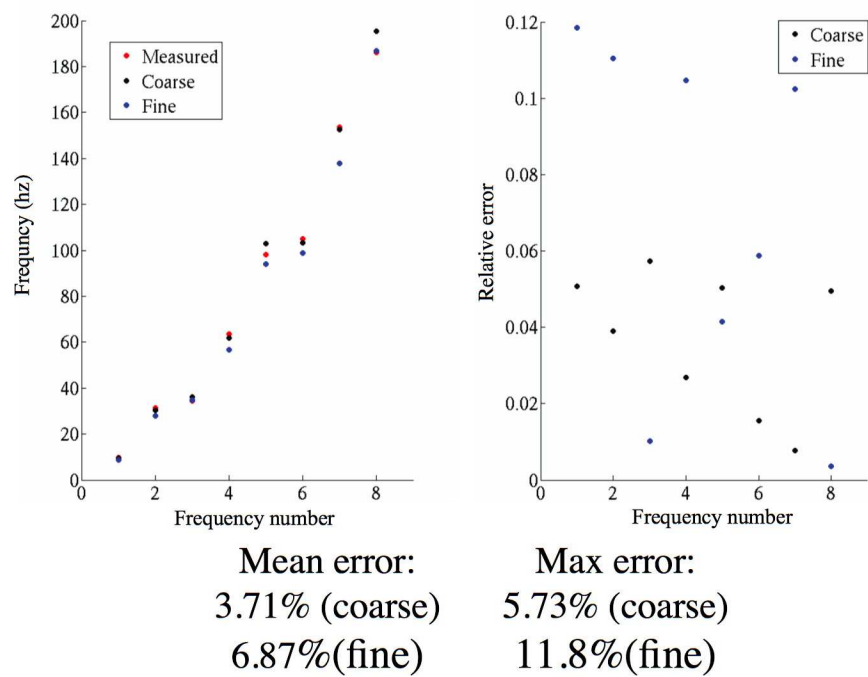 200
180
160
140
120
100
80
60
40
20
0
Frequncy (hz)
Measured
Coarse
Fine
0 2 4 6 8
Frequency number
0.12
0.1
0.08
0.06
0.04
0.02
0
Relative error
Coarse
Fine
0 2 4 6 8
Frequency number
Mean error:
3.71% (coarse)
6.87%(fine)
Max error:
5.73% (coarse)
11.8%(fine)